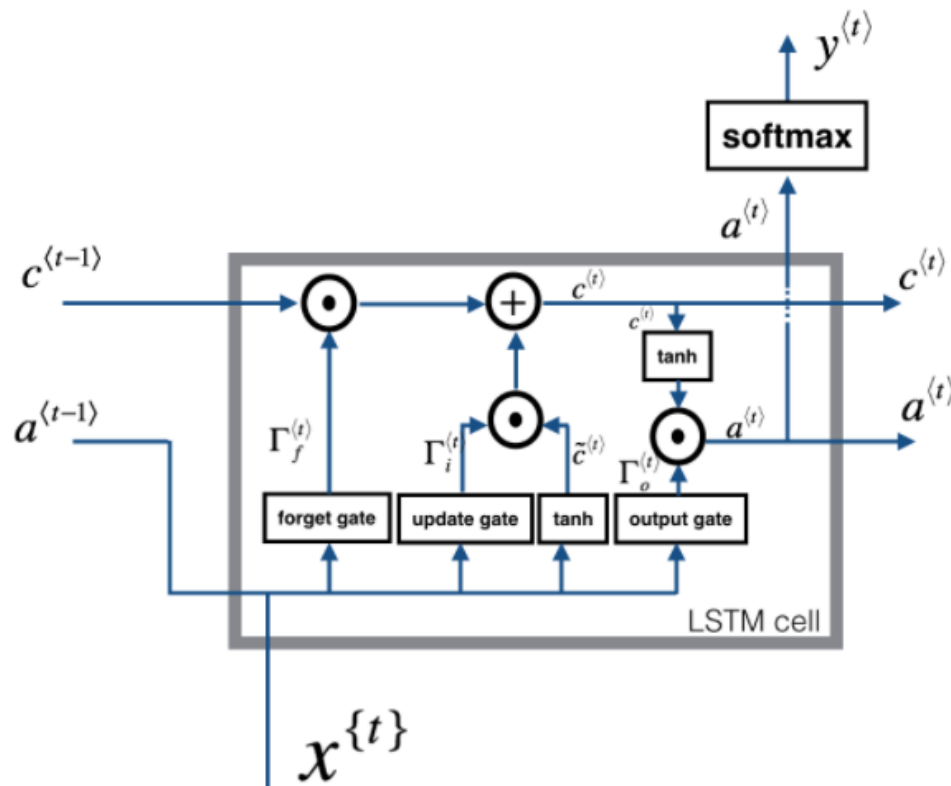 y⟨t⟩
softmax
a⟨t⟩
c⟨t−1⟩
c⟨t⟩
c⟨t⟩
c⟨t⟩
tanh
a⟨t−1⟩
Γf⟨t⟩
Γi⟨t⟩
c̃⟨t⟩
Γo⟨t⟩
a⟨t⟩
a⟨t⟩
forget gate
update gate
tanh
output gate
LSTM cell
x{t}